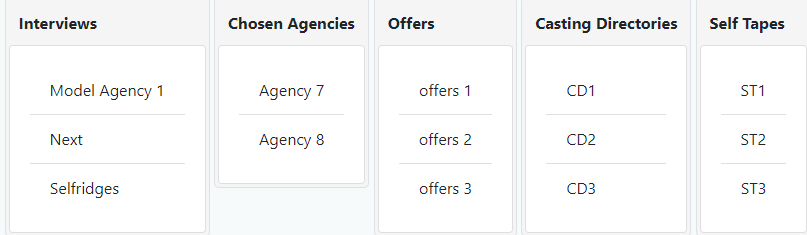 Interviews
Model Agency 1
Next
Selfridges
Chosen Agencies
Agency 7
Agency 8
Offers
offers 1
offers 2
offers 3
Casting Directories
CD1
CD2
CD3
Self Tapes
ST1
ST2
ST3